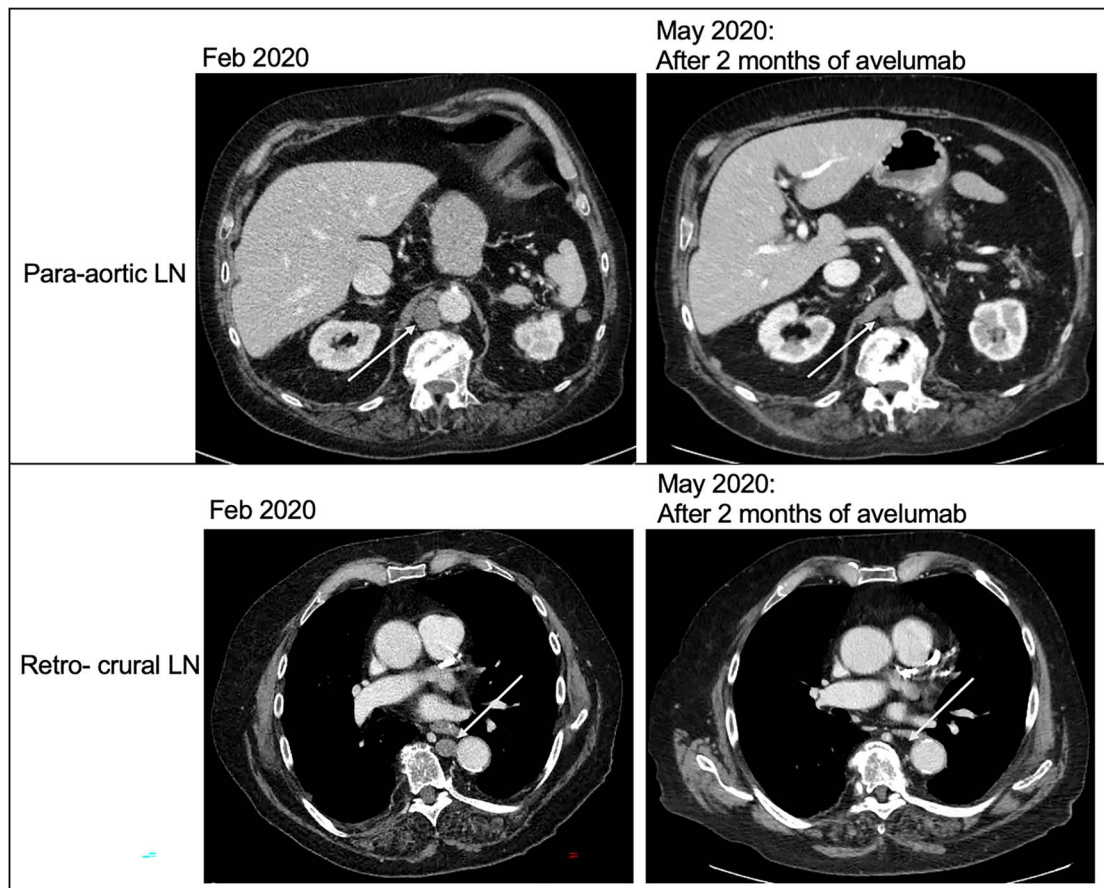 Feb 2020
May 2020:
After 2 months of avelumab
Para-aortic LN
Feb 2020
May 2020:
After 2 months of avelumab
Retro- crural LN